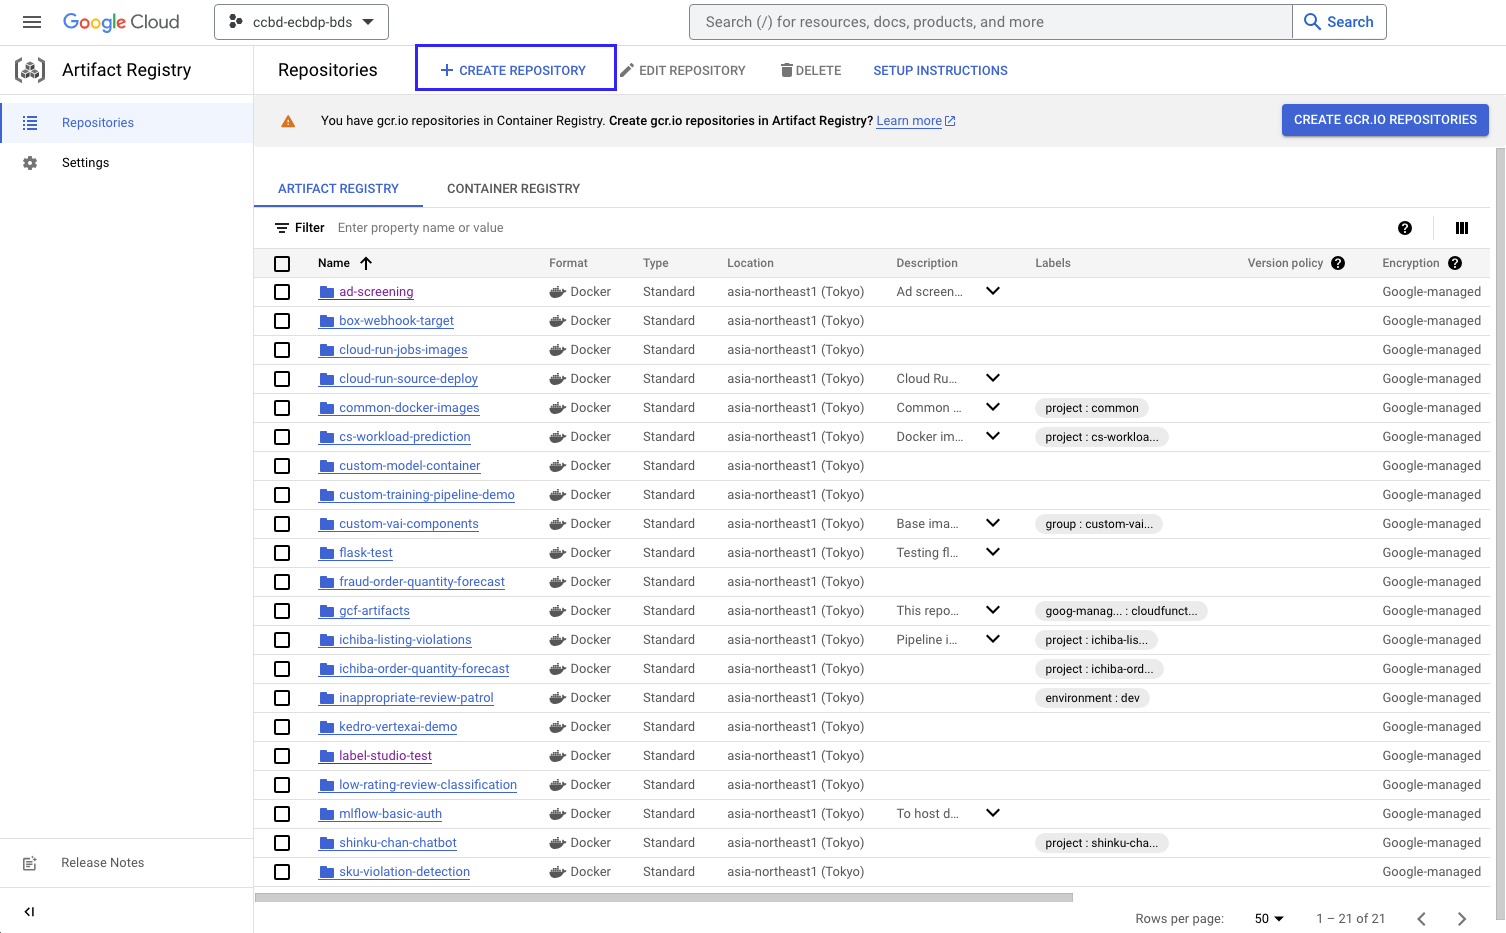 Google Cloud ccbd-ecbdp-bds Search (/) for resources, docs, products, and more Search
Artifact Registry Repositories CREATE REPOSITORY EDIT REPOSITORY DELETE SETUP INSTRUCTIONS
Repositories
Settings
Release Notes
You have gcr.io repositories in Container Registry. Create gcr.io repositories in Artifact Registry? Learn more CREATE GCR.IO REPOSITORIES
ARTIFACT REGISTRY CONTAINER REGISTRY
Filter Enter property name or value
Name Format Type Location Description Labels Version policy Encryption
ad-screening Docker Standard asia-northeast1 (Tokyo) Ad screen... Google-managed
box-webhook-target Docker Standard asia-northeast1 (Tokyo) Google-managed
cloud-run-jobs-images Docker Standard asia-northeast1 (Tokyo) Google-managed
cloud-run-source-deploy Docker Standard asia-northeast1 (Tokyo) Cloud Ru... Google-managed
common-docker-images Docker Standard asia-northeast1 (Tokyo) Common ... project : common Google-managed
cs-workload-prediction Docker Standard asia-northeast1 (Tokyo) Docker im... project : cs-workloa... Google-managed
custom-model-container Docker Standard asia-northeast1 (Tokyo) Google-managed
custom-training-pipeline-demo Docker Standard asia-northeast1 (Tokyo) Google-managed
custom-vai-components Docker Standard asia-northeast1 (Tokyo) Base ima... group : custom-vai... Google-managed
flask-test Docker Standard asia-northeast1 (Tokyo) Testing fl... Google-managed
fraud-order-quantity-forecast Docker Standard asia-northeast1 (Tokyo) Google-managed
gcf-artifacts Docker Standard asia-northeast1 (Tokyo) This repo... goog-manag... : cloudfunct... Google-managed
ichiba-listing-violations Docker Standard asia-northeast1 (Tokyo) Pipeline i... project : ichiba-lis... Google-managed
ichiba-order-quantity-forecast Docker Standard asia-northeast1 (Tokyo) project : ichiba-ord... Google-managed
inappropriate-review-patrol Docker Standard asia-northeast1 (Tokyo) environment : dev Google-managed
kedro-vertexai-demo Docker Standard asia-northeast1 (Tokyo) Google-managed
label-studio-test Docker Standard asia-northeast1 (Tokyo) Google-managed
low-rating-review-classification Docker Standard asia-northeast1 (Tokyo) Google-managed
mlflow-basic-auth Docker Standard asia-northeast1 (Tokyo) To host d... Google-managed
shinku-chan-chatbot Docker Standard asia-northeast1 (Tokyo) project : shinku-cha... Google-managed
sku-violation-detection Docker Standard asia-northeast1 (Tokyo) Google-managed
Rows per page: 50 1 – 21 of 21